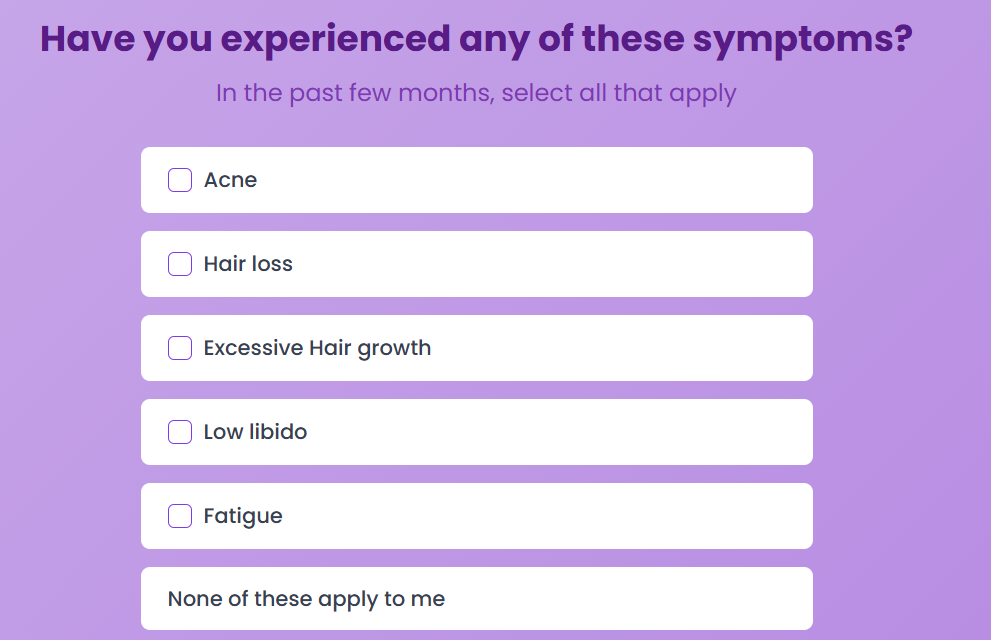 Have you experienced any of these symptoms?
In the past few months, select all that apply
Acne
Hair loss
Excessive Hair growth
Low libido
Fatigue
None of these apply to me